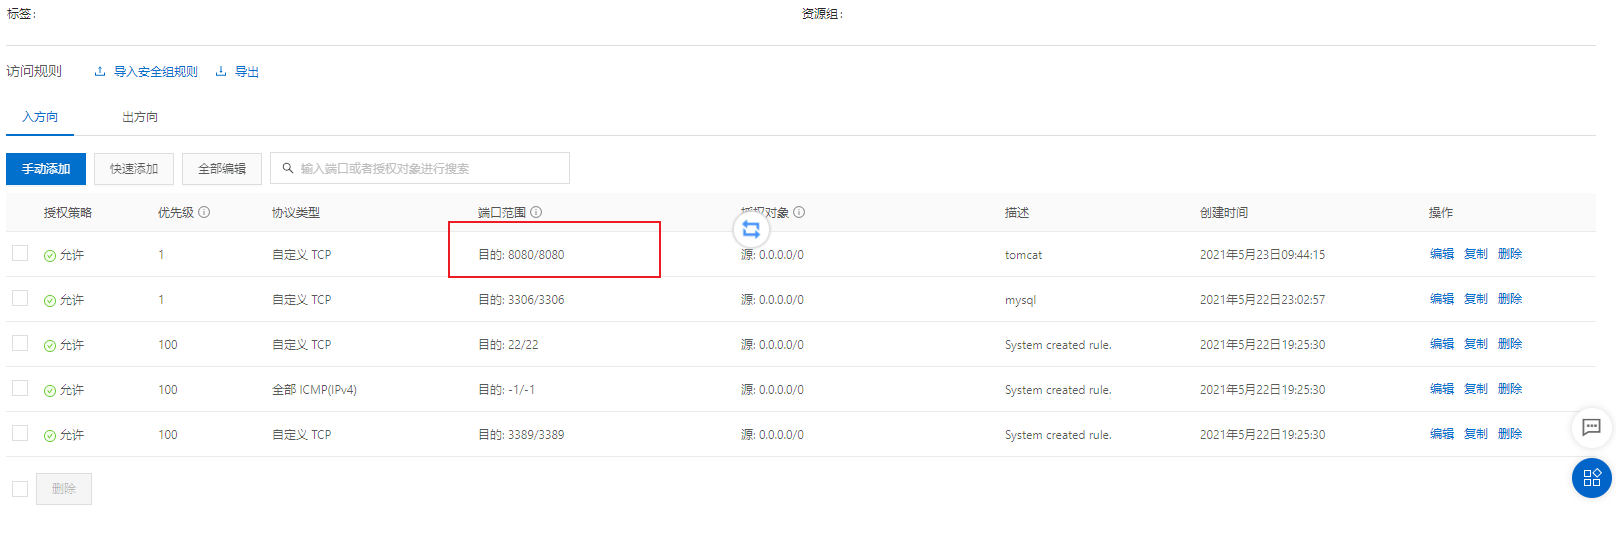 标签： 资源组：
访问规则 导入安全组规则 导出
入方向 出方向
手动添加 快速添加 全部编辑 输入端口或者授权对象进行搜索
授权策略 优先级 协议类型 端口范围 授权对象 描述 创建时间 操作
允许 1 自定义 TCP 目的: 8080/8080 源: 0.0.0.0/0 tomcat 2021年5月23日09:44:15 编辑 复制 删除
允许 1 自定义 TCP 目的: 3306/3306 源: 0.0.0.0/0 mysql 2021年5月22日23:02:57 编辑 复制 删除
允许 100 自定义 TCP 目的: 22/22 源: 0.0.0.0/0 System created rule. 2021年5月22日19:25:30 编辑 复制 删除
允许 100 全部 ICMP(IPv4) 目的: -1/-1 源: 0.0.0.0/0 System created rule. 2021年5月22日19:25:30 编辑 复制 删除
允许 100 自定义 TCP 目的: 3389/3389 源: 0.0.0.0/0 System created rule. 2021年5月22日19:25:30 编辑 复制 删除
删除